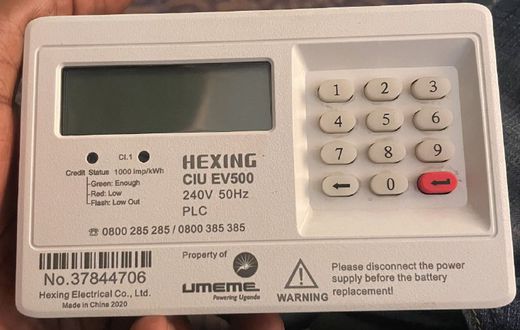 1 2 3
4 5 6
7 8 9
← 0 ↵
Cl.1
Credit Status 1000 imp/kWh
Green: Enough
Red: Low
Flash: Low Out
HEXING
CIU EV500
240V 50Hz
PLC
☎ 0800 285 285 / 0800 385 385
No.37844706
Hexing Electrical Co., Ltd.
Made in China 2020
Property of
UMEME
Powering Uganda
WARNING
Please disconnect the power
supply before the battery
replacement!